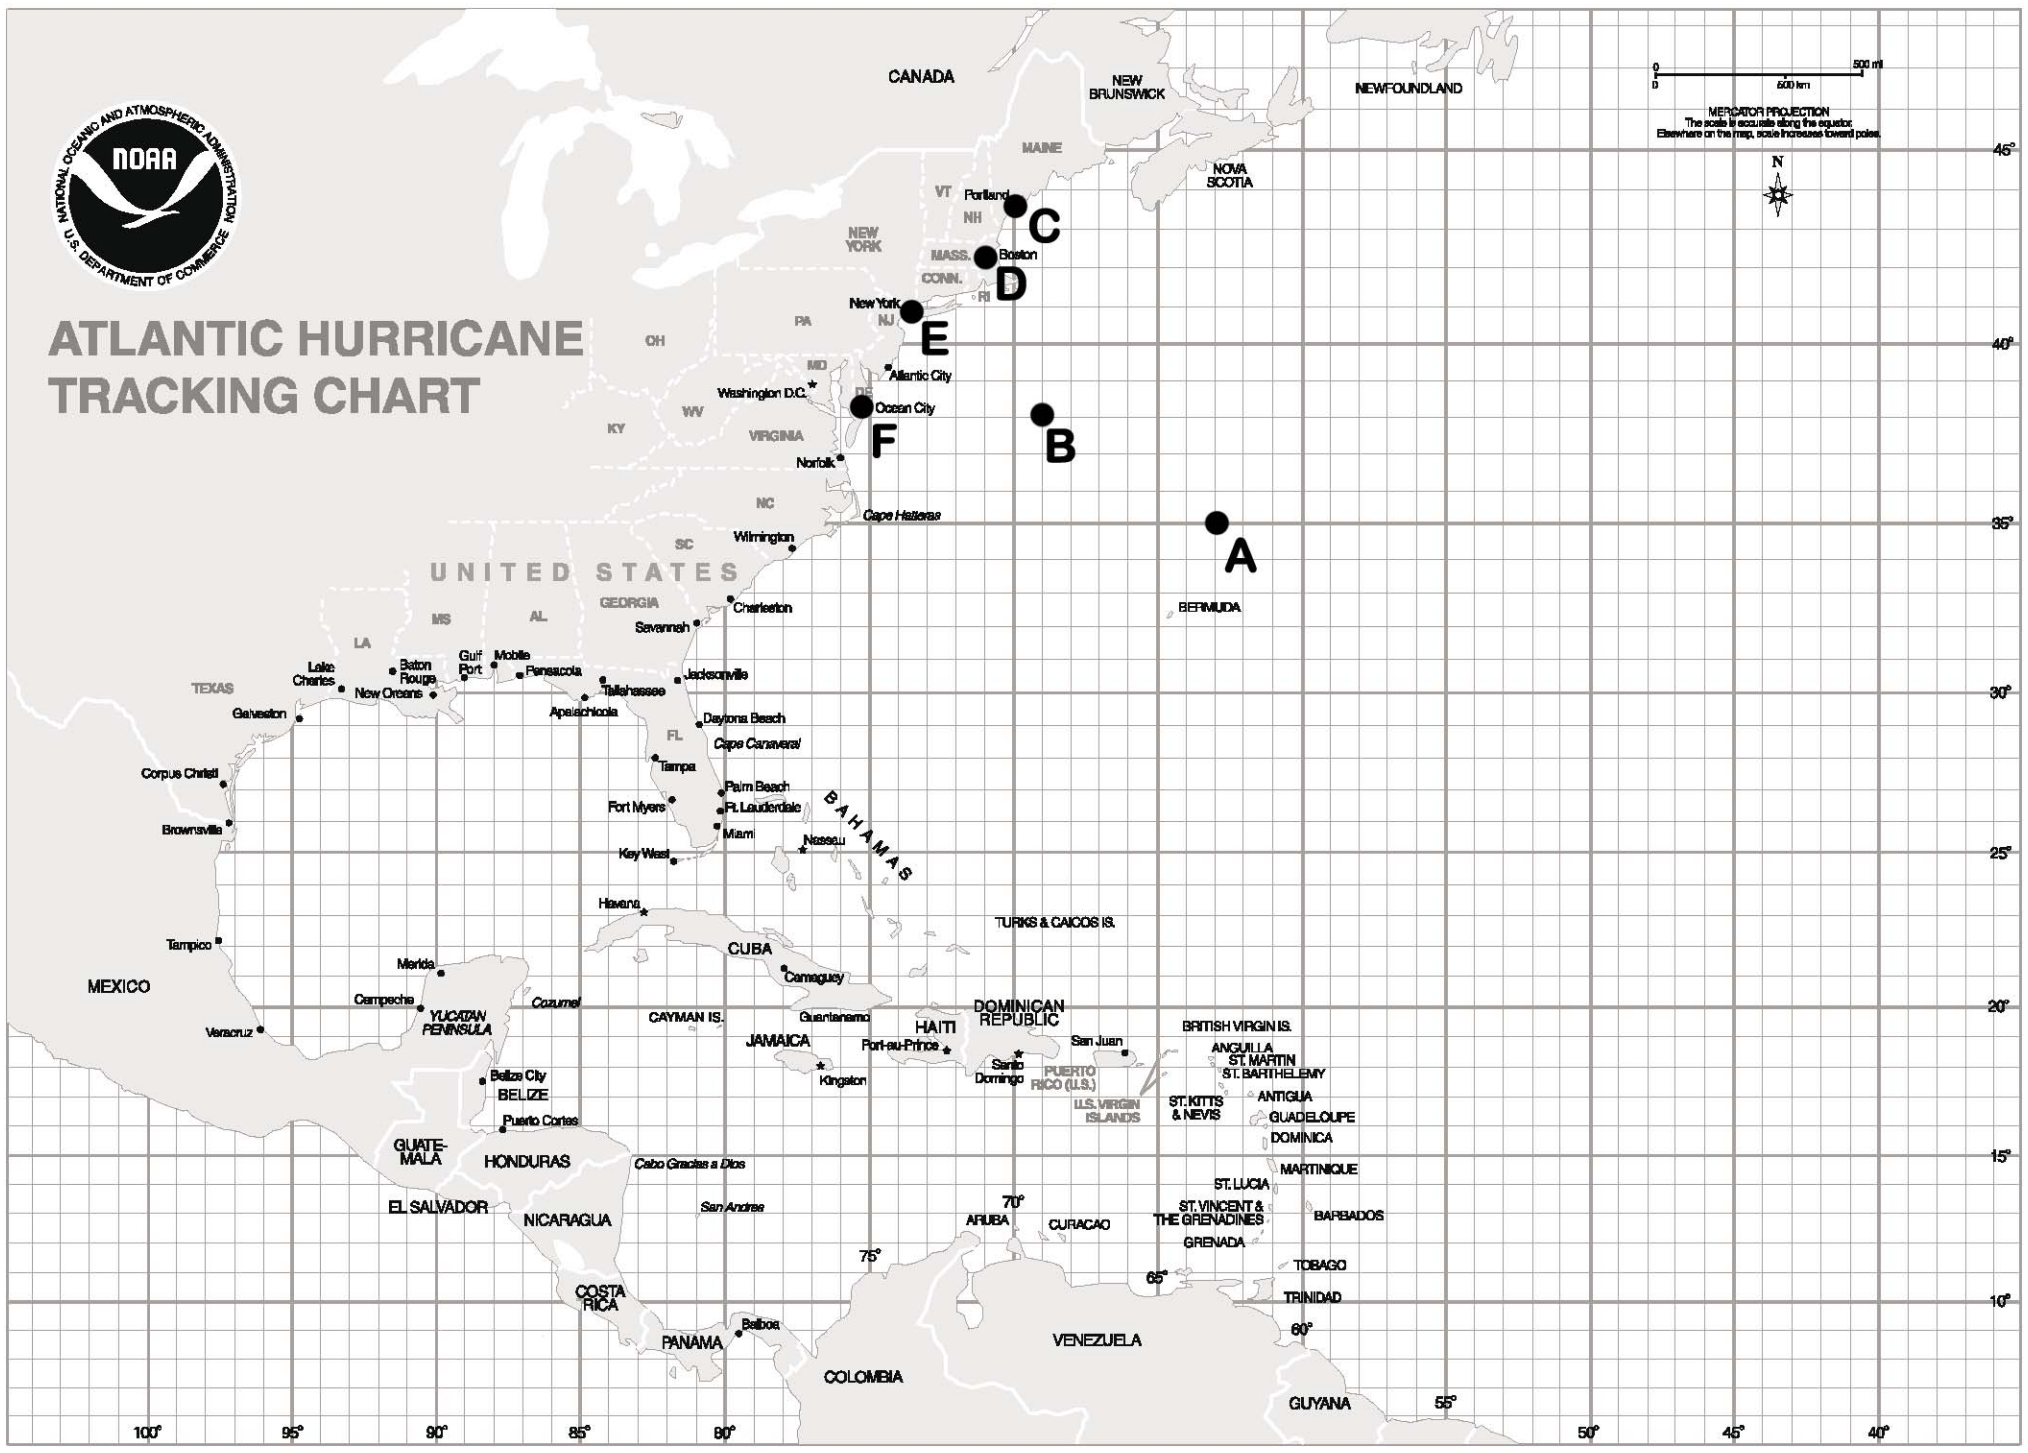 NATIONAL OCEANIC AND ATMOSPHERIC ADMINISTRATION
NOAA
U.S. DEPARTMENT OF COMMERCE
ATLANTIC HURRICANE
TRACKING CHART
CANADA
NEW
BRUNSWICK
NEWFOUNDLAND
0
500 mi
0
500 km
MERCATOR PROJECTION
The scale is accurate along the equator.
Elsewhere on the map, scale increases toward poles.
N
MAINE
45°
NOVA
SCOTIA
VT
Portland
C
NH
NEW
YORK
MASS.
Boston
D
CONN.
RI
New York
E
NJ
PA
OH
40°
MD
Atlantic City
Washington D.C.
DE
Ocean City
F
B
WV
KY
VIRGINIA
Norfolk
NC
Cape Hatteras
35°
A
Wilmington
SC
UNITED STATES
GEORGIA
Charleston
BERMUDA
MS
AL
Savannah
LA
Lake
Charles
Baton
Rouge
Gulf
Port
Mobile
Pensacola
Jacksonville
TEXAS
New Orleans
Tallahassee
30°
Galveston
Apalachicola
Daytona Beach
FL
Cape Canaveral
Tampa
Corpus Christi
Palm Beach
Fort Myers
Ft. Lauderdale
BAHAMAS
Brownsville
Miami
Nassau
Key West
25°
Havana
TURKS & CAICOS IS.
Tampico
CUBA
Merida
Camaguey
MEXICO
Campeche
Cozumel
20°
YUCATAN
PENINSULA
CAYMAN IS.
Guantanamo
DOMINICAN
REPUBLIC
HAITI
Veracruz
JAMAICA
Port-au-Prince
San Juan
BRITISH VIRGIN IS.
ANGUILLA
ST. MARTIN
ST. BARTHELEMY
Santo
Domingo
Kingston
PUERTO
RICO (U.S.)
Belize City
BELIZE
U.S. VIRGIN
ISLANDS
ST. KITTS
& NEVIS
ANTIGUA
GUADELOUPE
Puerto Cortes
DOMINICA
GUATE-
MALA
HONDURAS
Cabo Gracias a Dios
15°
MARTINIQUE
ST. LUCIA
EL SALVADOR
NICARAGUA
San Andres
70°
ARUBA
CURACAO
ST. VINCENT &
THE GRENADINES
BARBADOS
GRENADA
75°
65°
TOBAGO
COSTA
RICA
TRINIDAD
10°
PANAMA
Balboa
60°
VENEZUELA
COLOMBIA
GUYANA
55°
100°
95°
90°
85°
80°
50°
45°
40°